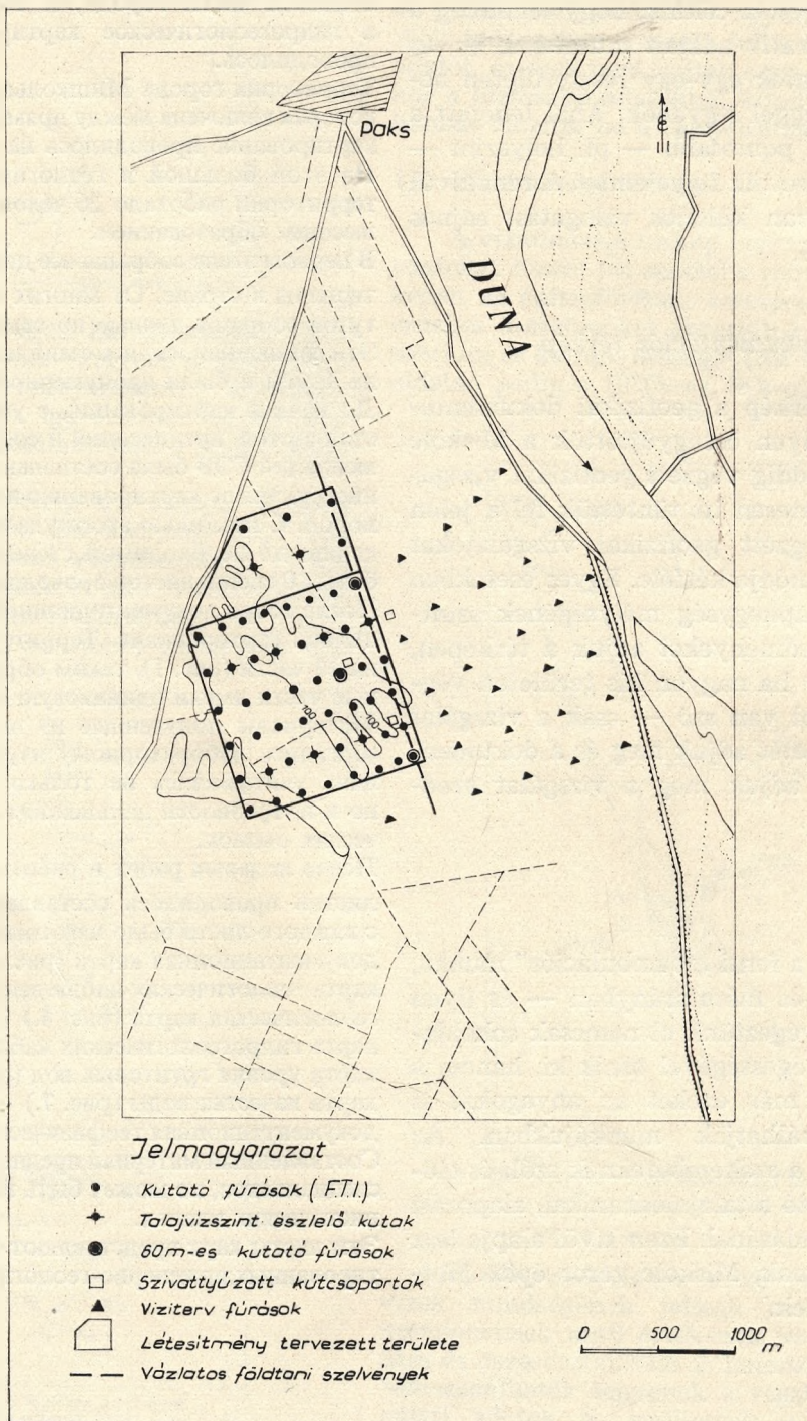 Paks
É
DUNA
100
100
Jelmagyarázat
Kutató fúrások (F.T.I.)
Talajvízszint észlelő kutak
60m-es kutató fúrások
Szivattyúzott kútcsoportok
Viziterv fúrások
Létesítmény tervezett területe
Vázlatos földtani szelvények
0 500 1000
m